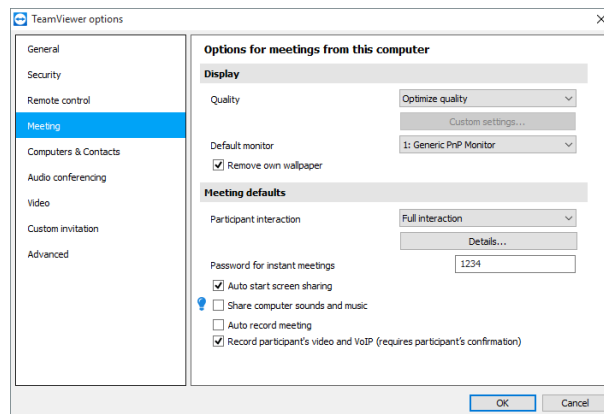 TeamViewer options
General
Security
Remote control
Meeting
Computers & Contacts
Audio conferencing
Video
Custom invitation
Advanced
Options for meetings from this computer
Display
Quality
Optimize quality
Custom settings...
Default monitor
1: Generic PnP Monitor
Remove own wallpaper
Meeting defaults
Participant interaction
Full interaction
Details...
Password for instant meetings
1234
Auto start screen sharing
Share computer sounds and music
Auto record meeting
Record participant's video and VoIP (requires participant's confirmation)
OK
Cancel